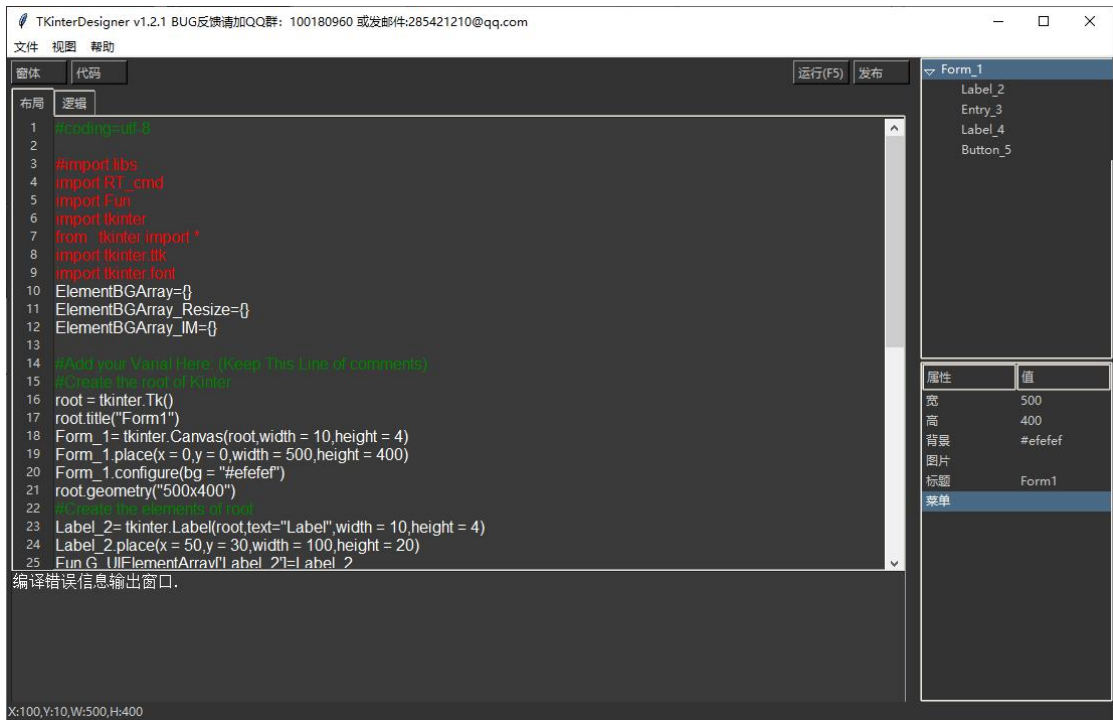 TKinterDesigner v1.2.1 BUG反馈请加QQ群：100180960 或发邮件:285421210@qq.com
文件 视图 帮助
窗体 代码 运行(F5) 发布
布局 逻辑
1 #coding=utf-8
2
3 #import libs
4 import RT_cmd
5 import Fun
6 import tkinter
7 from tkinter import *
8 import tkinter.ttk
9 import tkinter.font
10 ElementBGArray={}
11 ElementBGArray_Resize={}
12 ElementBGArray_IM={}
13
14 #Add your Varial Here: (Keep This Line of comments)
15 #Create the root of Kinter
16 root = tkinter.Tk()
17 root.title("Form1")
18 Form_1= tkinter.Canvas(root,width = 10,height = 4)
19 Form_1.place(x = 0,y = 0,width = 500,height = 400)
20 Form_1.configure(bg = "#efefef")
21 root.geometry("500x400")
22 #Create the elements of root
23 Label_2= tkinter.Label(root,text="Label",width = 10,height = 4)
24 Label_2.place(x = 50,y = 30,width = 100,height = 20)
25 Fun.G_UIElementArray['Label_2']=Label_2
编译错误信息输出窗口.
X:100,Y:10,W:500,H:400
Form_1
Label_2
Entry_3
Label_4
Button_5
属性 值
宽 500
高 400
背景 #efefef
图片
标题 Form1
菜单